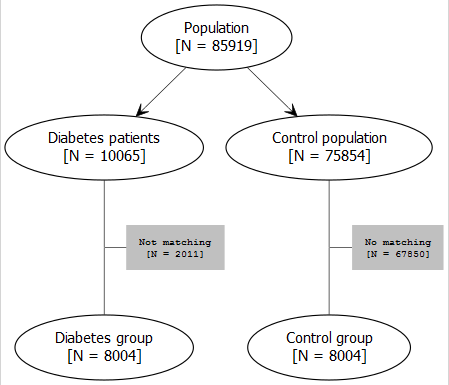 Population
[N = 85919]
Diabetes patients
[N = 10065]
Control population
[N = 75854]
Not matching
[N = 2011]
No matching
[N = 67850]
Diabetes group
[N = 8004]
Control group
[N = 8004]